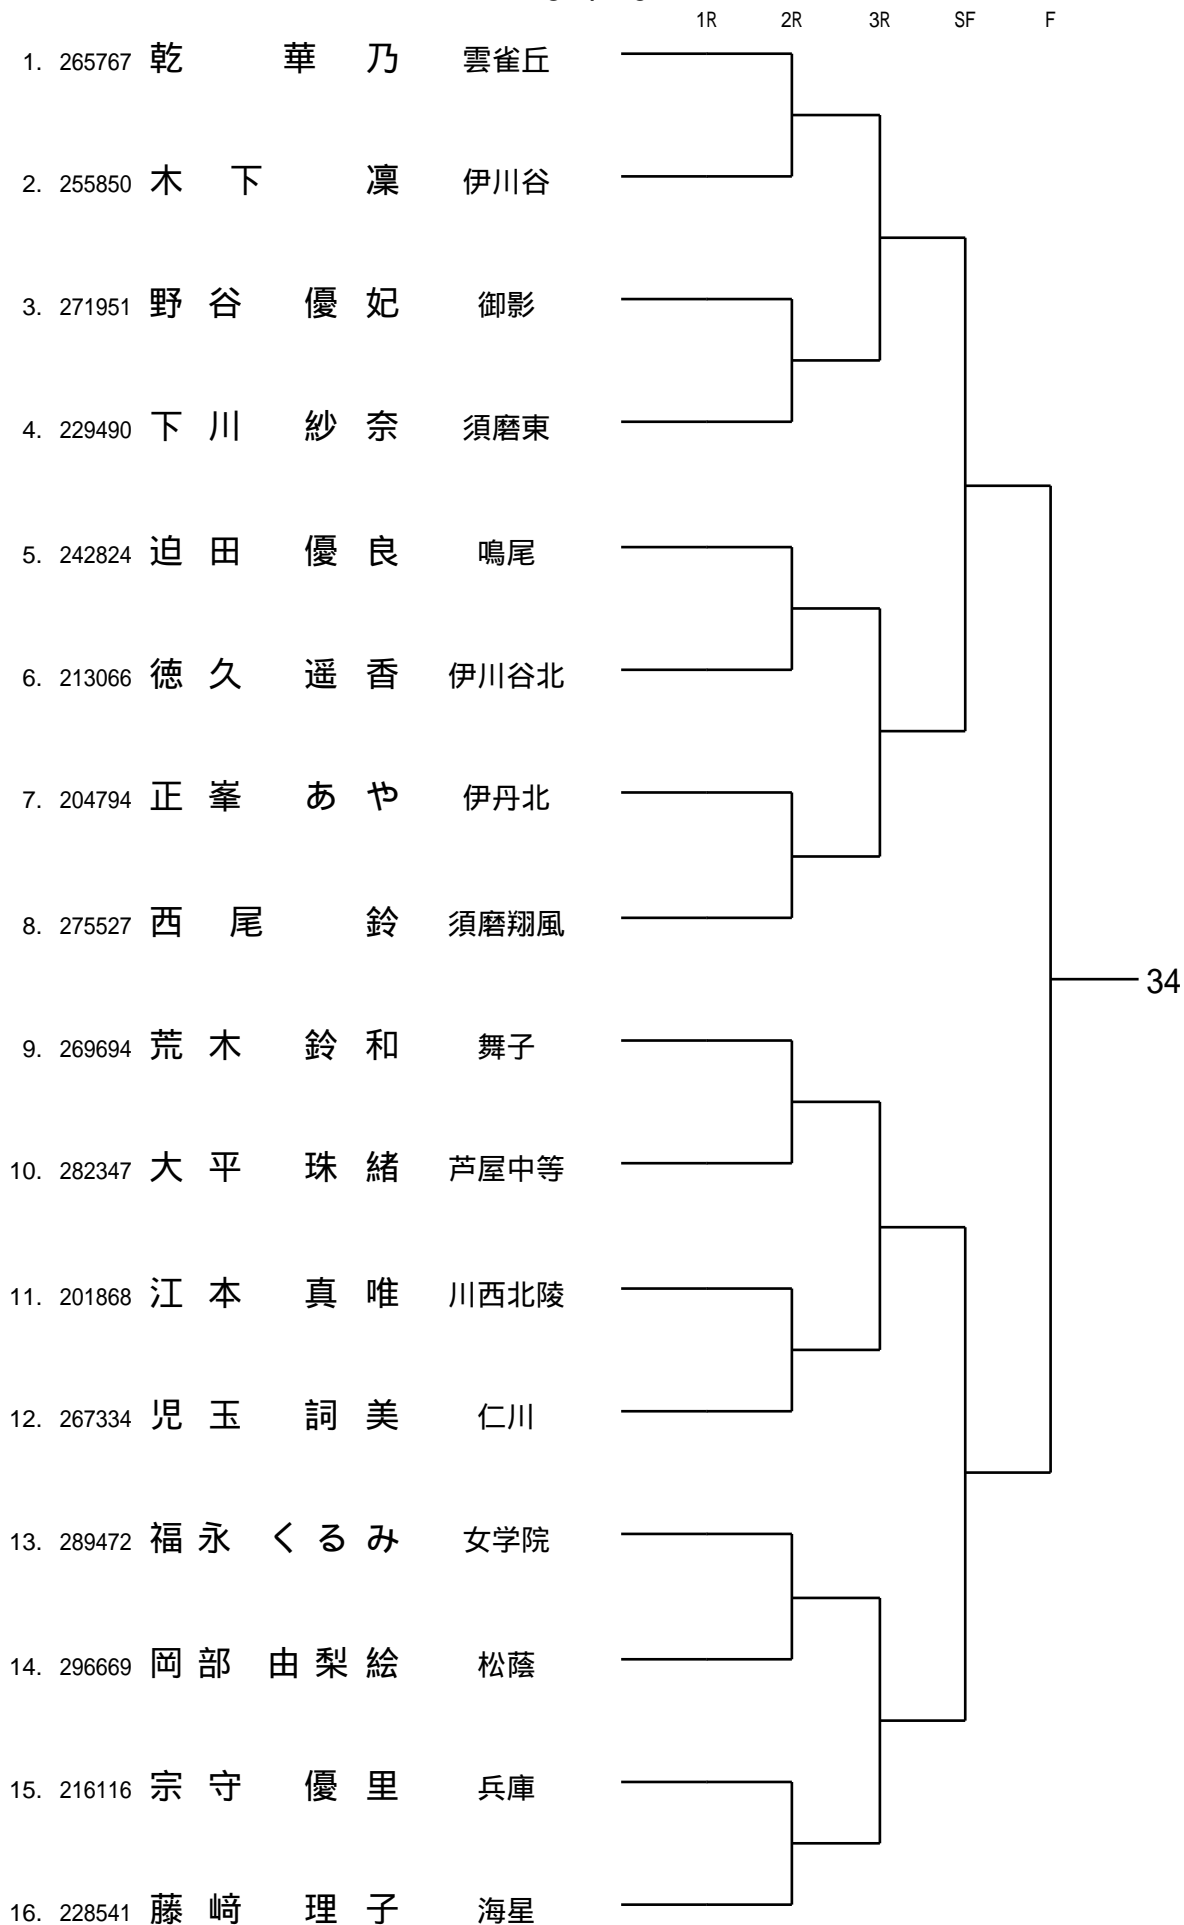 1R 2R 3R SF F
1. 265767 乾 華 乃 雲雀丘
2. 255850 木 下 凜 伊川谷
3. 271951 野 谷 優 妃 御影
4. 229490 下 川 紗 奈 須磨東
5. 242824 迫 田 優 良 鳴尾
6. 213066 徳 久 遥 香 伊川谷北
7. 204794 正 峯 あ や 伊丹北
8. 275527 西 尾 鈴 須磨翔風
34
9. 269694 荒 木 鈴 和 舞子
10. 282347 大 平 珠 緒 芦屋中等
11. 201868 江 本 真 唯 川西北陵
12. 267334 児 玉 詞 美 仁川
13. 289472 福 永 く る み 女学院
14. 296669 岡 部 由 梨 絵 松蔭
15. 216116 宗 守 優 里 兵庫
16. 228541 藤 﨑 理 子 海星